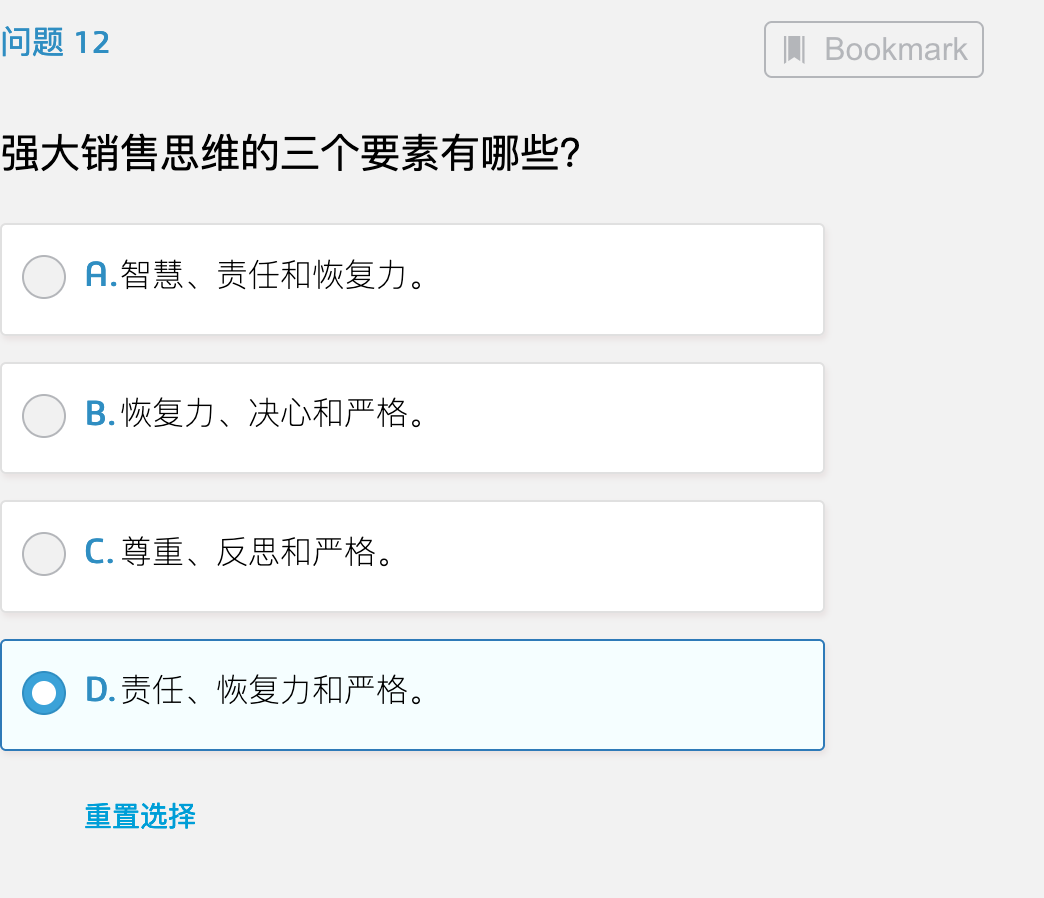 问题 12
Bookmark
强大销售思维的三个要素有哪些?
A.智慧、责任和恢复力。
B.恢复力、决心和严格。
C.尊重、反思和严格。
D.责任、恢复力和严格。
重置选择